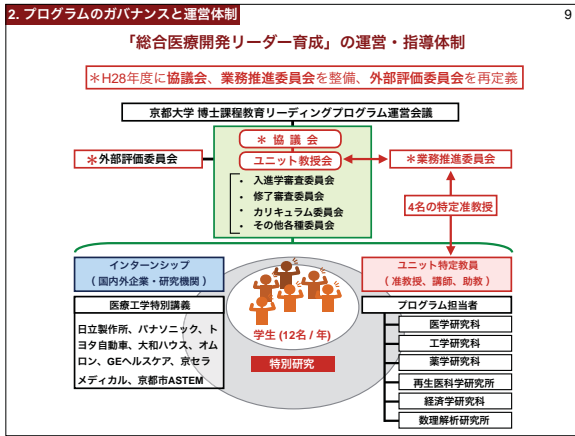 2. プログラムのガバナンスと運営体制
9
「総合医療開発リーダー育成」の運営・指導体制
＊H28年度に協議会、業務推進委員会を整備、外部評価委員会を再定義
京都大学 博士課程教育リーディングプログラム運営会議
＊協議会
＊外部評価委員会
ユニット教授会
＊業務推進委員会
・ 入進学審査委員会
・ 修了審査委員会
・ カリキュラム委員会
・ その他各種委員会
4名の特定准教授
インターンシップ
（国内外企業・研究機関）
医療工学特別講義
日立製作所、パナソニック、ト
ヨタ自動車、大和ハウス、オム
ロン、GEヘルスケア、京セラ
メディカル、京都市ASTEM
学生 (12名 / 年)
特別研究
ユニット特定教員
（准教授、講師、助教）
プログラム担当者
医学研究科
工学研究科
薬学研究科
再生医科学研究所
経済学研究科
数理解析研究所